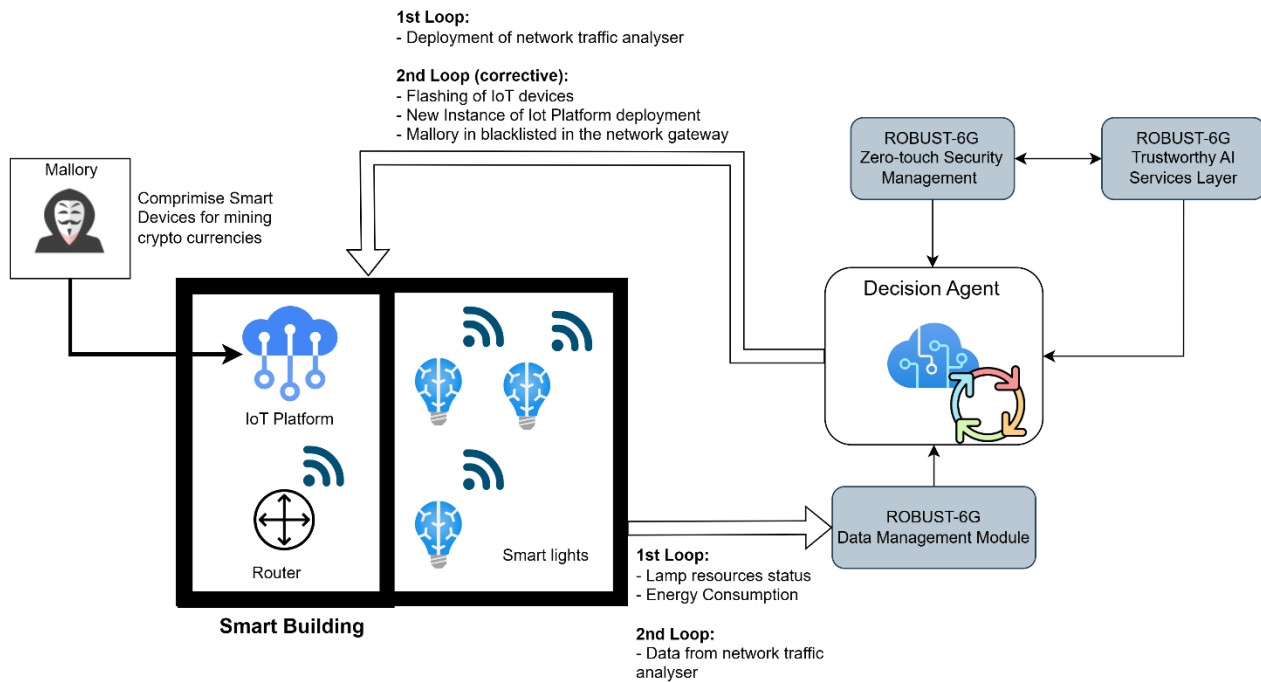 1st Loop:
- Deployment of network traffic analyser
2nd Loop (corrective):
- Flashing of IoT devices
- New Instance of Iot Platform deployment
- Mallory in blacklisted in the network gateway
Mallory
Comprimise Smart
Devices for mining
crypto currencies
ROBUST-6G
Zero-touch Security
Management
ROBUST-6G
Trustworthy AI
Services Layer
Decision Agent
IoT Platform
Router
Smart lights
Smart Building
ROBUST-6G
Data Management Module
1st Loop:
- Lamp resources status
- Energy Consumption
2nd Loop:
- Data from network traffic
analyser